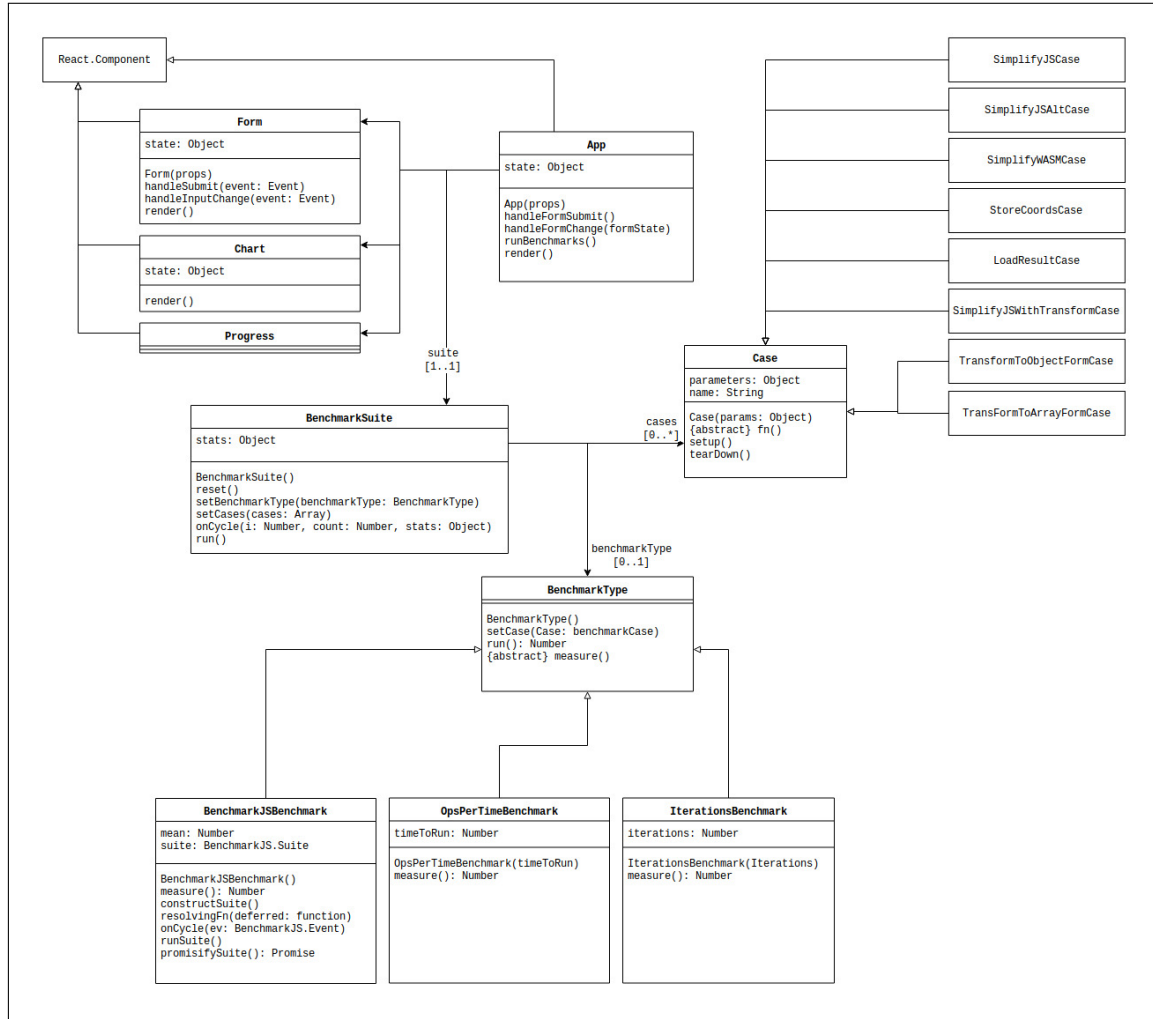 React.Component
Form
state: Object
Form(props)
handleSubmit(event: Event)
handleInputChange(event: Event)
render()
Chart
state: Object
render()
Progress
App
state: Object
App(props)
handleFormSubmit()
handleFormChange(formState)
runBenchmarks()
render()
SimplifyJSCase
SimplifyJSAltCase
SimplifyWASMCase
StoreCoordsCase
LoadResultCase
SimplifyJSWithTransformCase
TransformToObjectFormCase
TransFormToArrayFormCase
suite
[1..1]
Case
parameters: Object
name: String
Case(params: Object)
{abstract} fn()
setup()
tearDown()
cases
[0..*]
BenchmarkSuite
stats: Object
BenchmarkSuite()
reset()
setBenchmarkType(benchmarkType: BenchmarkType)
setCases(cases: Array)
onCycle(i: Number, count: Number, stats: Object)
run()
benchmarkType
[0..1]
BenchmarkType
BenchmarkType()
setCase(Case: benchmarkCase)
run(): Number
{abstract} measure()
BenchmarkJSBenchmark
mean: Number
suite: BenchmarkJS.Suite
BenchmarkJSBenchmark()
measure(): Number
constructSuite()
resolvingFn(deferred: function)
onCycle(ev: BenchmarkJS.Event)
runSuite()
promisifySuite(): Promise
OpsPerTimeBenchmark
timeToRun: Number
OpsPerTimeBenchmark(timeToRun)
measure(): Number
IterationsBenchmark
iterations: Number
IterationsBenchmark(Iterations)
measure(): Number